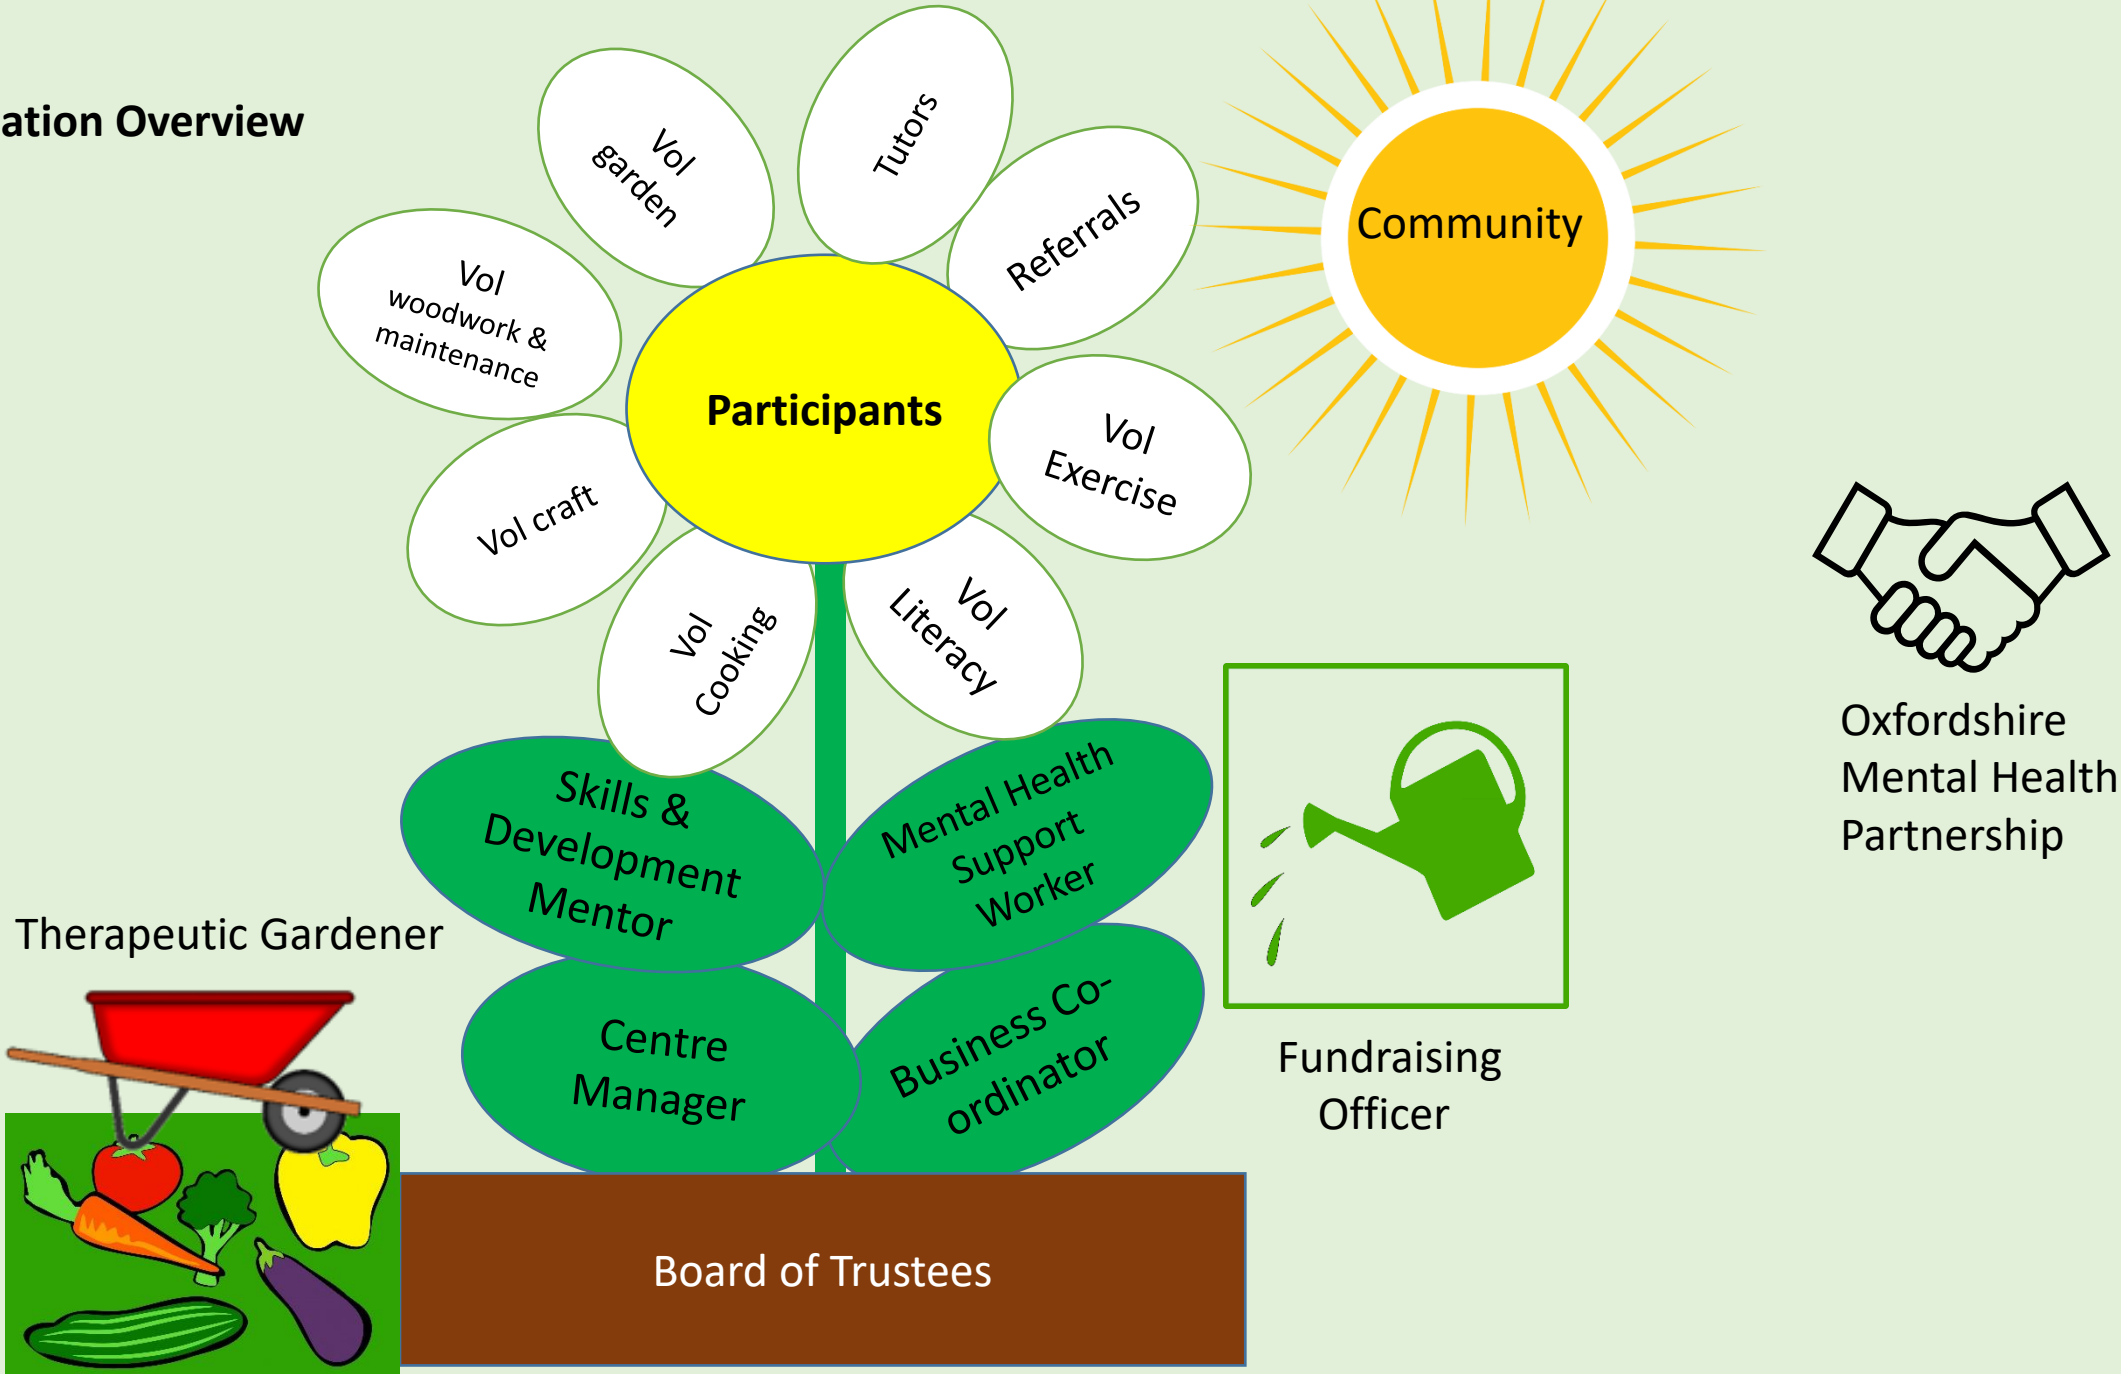 ation Overview
Vol
garden
Tutors
Referrals
Community
Vol
woodwork &
maintenance
Participants
Vol
Exercise
Vol craft
Vol
Cooking
Vol
Literacy
Skills &
Development
Mentor
Mental Health
Support
Worker
Oxfordshire
Mental Health
Partnership
Therapeutic Gardener
Centre
Manager
Business Co-
ordinator
Fundraising
Officer
Board of Trustees